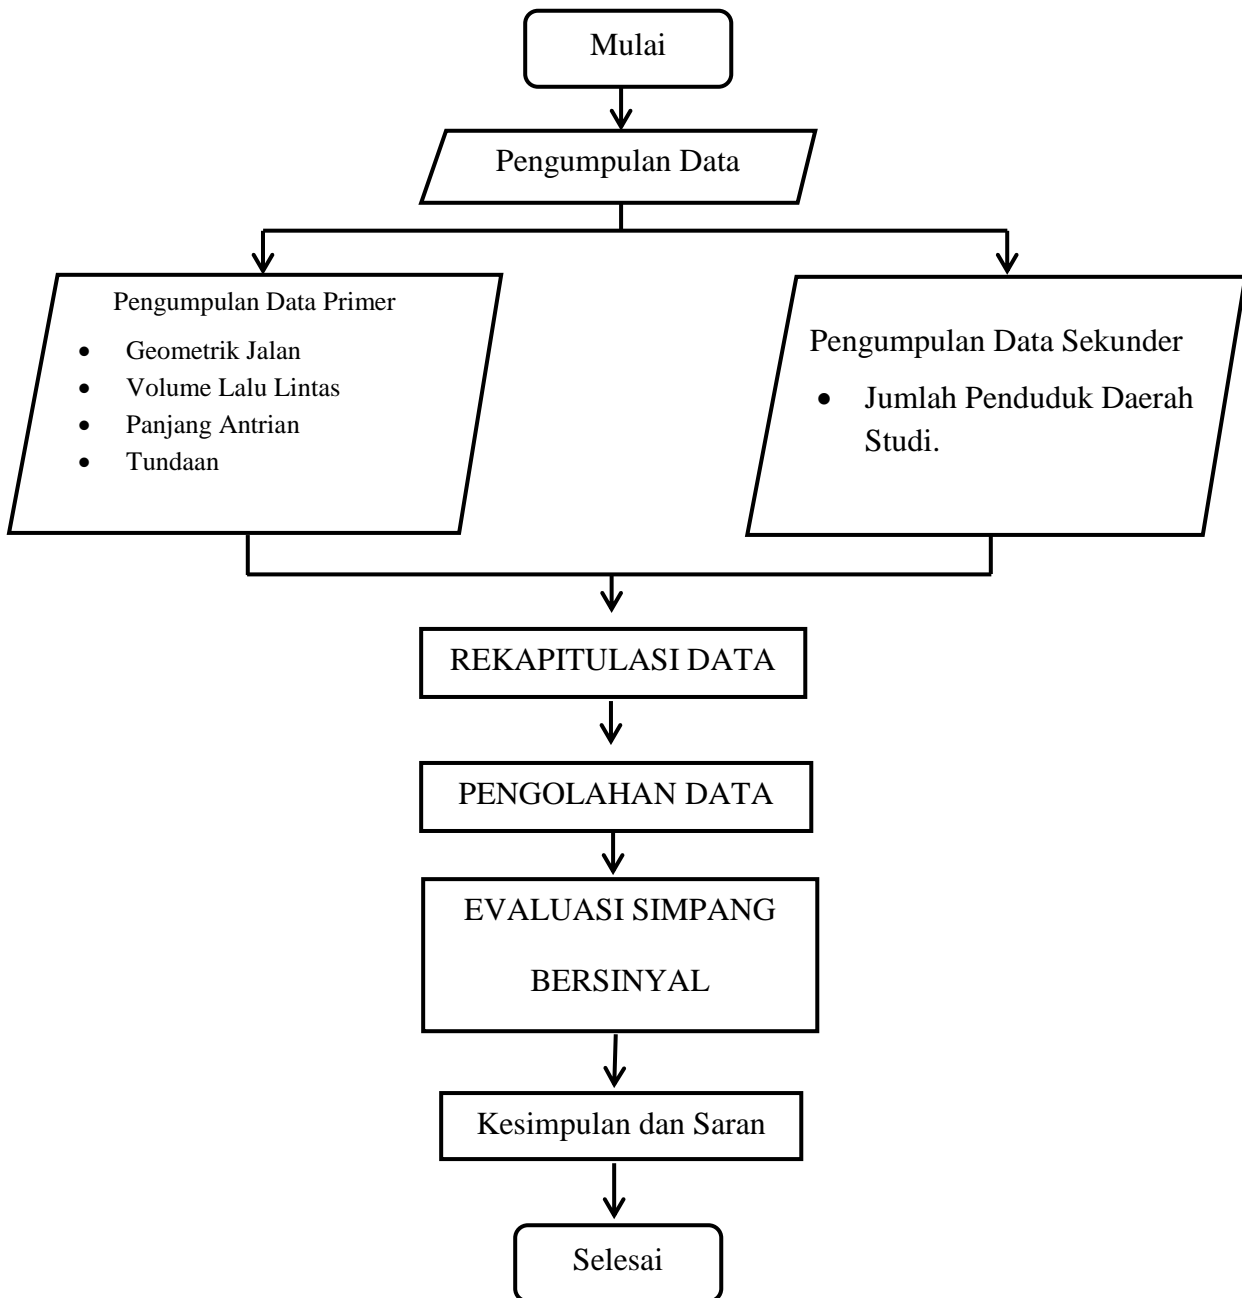 Mulai
Pengumpulan Data
Pengumpulan Data Primer
• Geometrik Jalan
• Volume Lalu Lintas
• Panjang Antrian
• Tundaan
Pengumpulan Data Sekunder
• Jumlah Penduduk Daerah
Studi.
REKAPITULASI DATA
PENGOLAHAN DATA
EVALUASI SIMPANG
BERSINYAL
Kesimpulan dan Saran
Selesai